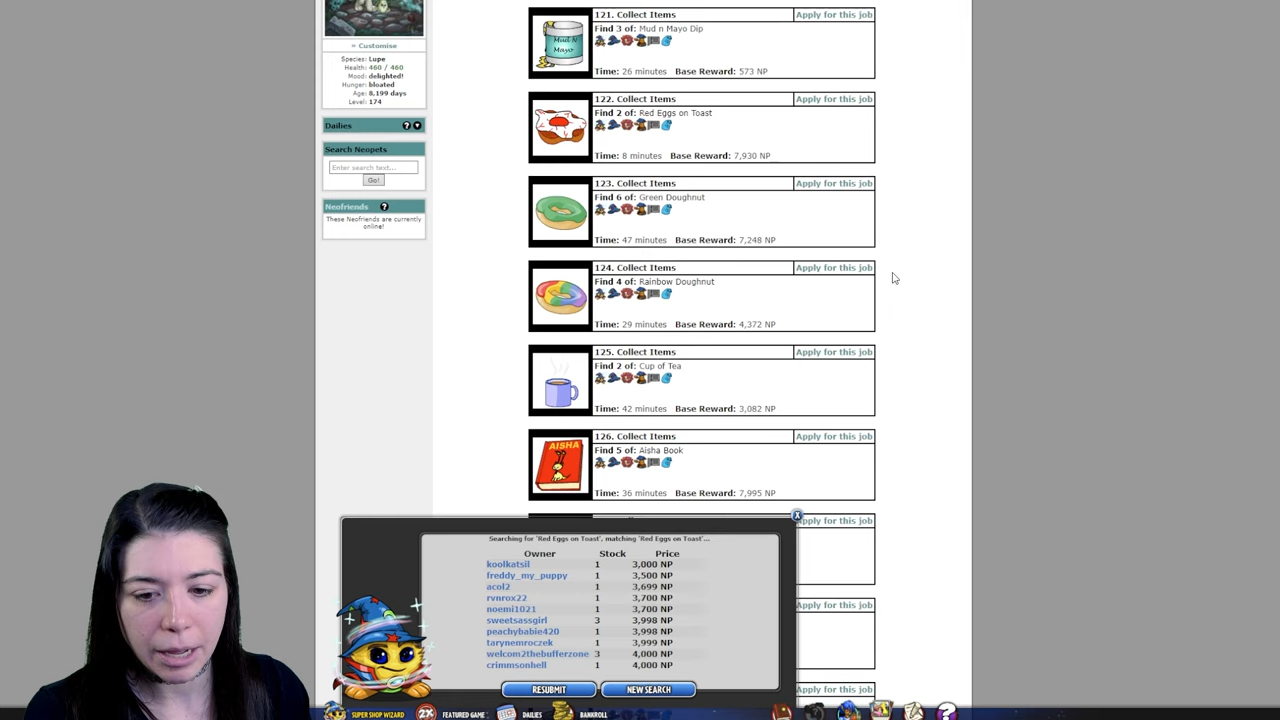 » Customise
Species: Lupe
Health: 460 / 460
Mood: delighted!
Hunger: bloated
Age: 8,199 days
Level: 174
Dailies
Search Neopets
Enter search text...
Go!
Neofriends
These Neofriends are currently
online!
121. Collect Items
Apply for this job
Find 3 of: Mud n Mayo Dip
Mud N
Mayo
Time: 26 minutes Base Reward: 573 NP
122. Collect Items
Apply for this job
Find 2 of: Red Eggs on Toast
Time: 8 minutes Base Reward: 7,930 NP
123. Collect Items
Apply for this job
Find 6 of: Green Doughnut
Time: 47 minutes Base Reward: 7,248 NP
124. Collect Items
Apply for this job
Find 4 of: Rainbow Doughnut
Time: 29 minutes Base Reward: 4,372 NP
125. Collect Items
Apply for this job
Find 2 of: Cup of Tea
Time: 42 minutes Base Reward: 3,082 NP
126. Collect Items
Apply for this job
Find 5 of: Aisha Book
AISHA
Time: 36 minutes Base Reward: 7,995 NP
Apply for this job
Searching for 'Red Eggs on Toast', matching 'Red Eggs on Toast'...
Owner Stock Price
koolkatsil 1 3,000 NP
freddy_my_puppy 1 3,500 NP
acol2 1 3,699 NP
rvnrox22 1 3,700 NP
noemi1021 1 3,700 NP
sweetsassgirl 3 3,998 NP
peachybabie420 1 3,998 NP
tarynemroczek 1 3,999 NP
welcom2thebufferzone 3 4,000 NP
crimmsonhell 1 4,000 NP
Apply for this job
RESUBMIT
NEW SEARCH
Apply for this job
SUPER SHOP WIZARD
2X
FEATURED GAME
DAILIES
BANKROLL